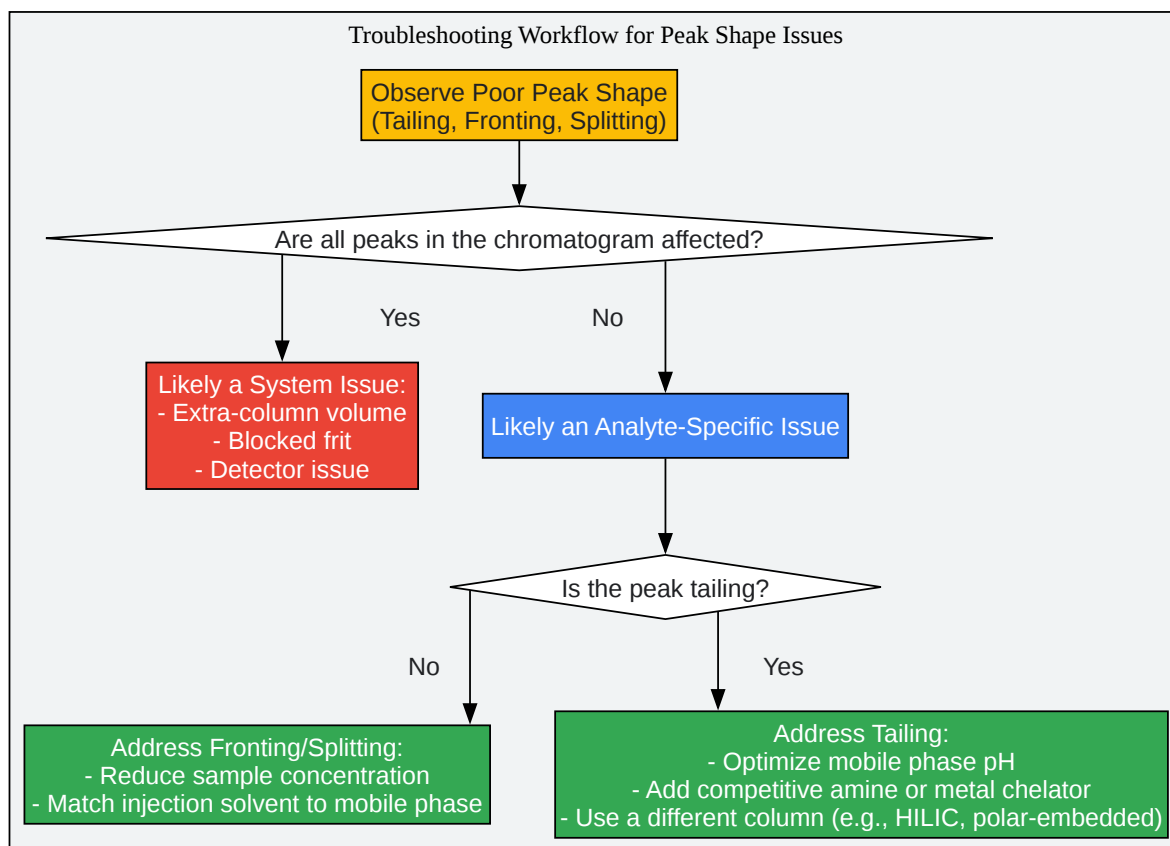 Troubleshooting Workflow for Peak Shape Issues
Observe Poor Peak Shape
(Tailing, Fronting, Splitting)
Are all peaks in the chromatogram affected?
Yes
No
Likely a System Issue:
- Extra-column volume
- Blocked frit
- Detector issue
Likely an Analyte-Specific Issue
Is the peak tailing?
No
Yes
Address Fronting/Splitting:
- Reduce sample concentration
- Match injection solvent to mobile phase
Address Tailing:
- Optimize mobile phase pH
- Add competitive amine or metal chelator
- Use a different column (e.g., HILIC, polar-embedded)